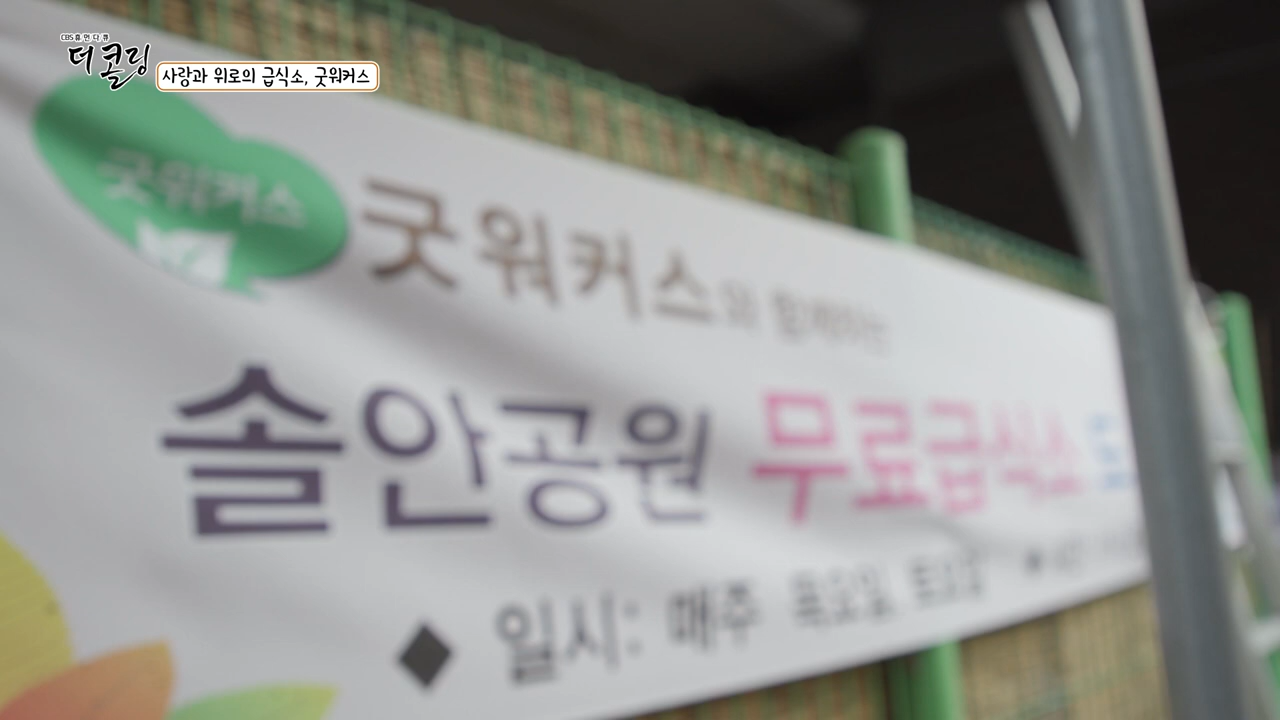 CBS휴먼다큐
더 콜링
사랑과 위로의 급식소, 굿워커스
굿워커스
굿워커스와 함께하는
솔안공원 무료급식소
◆ 일시: 매주 목요일, 토요일